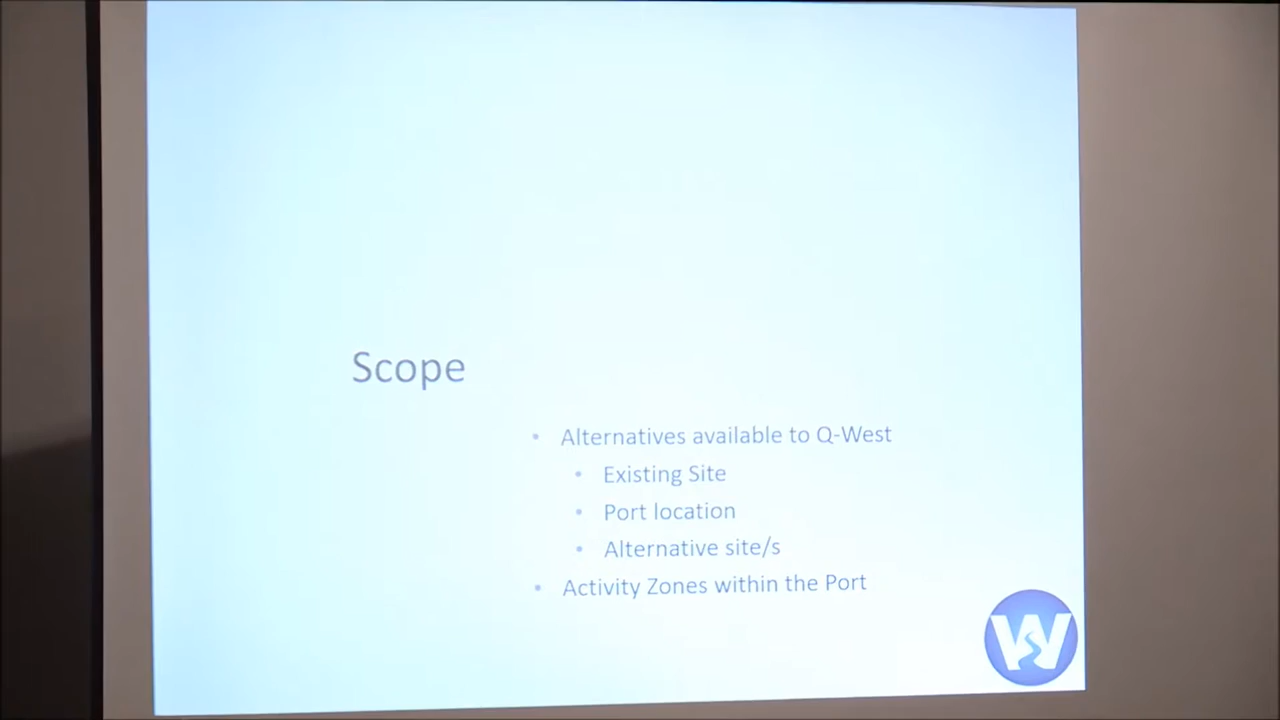 Scope
• Alternatives available to Q-West
• Existing Site
• Port location
• Alternative site/s
• Activity Zones within the Port
W